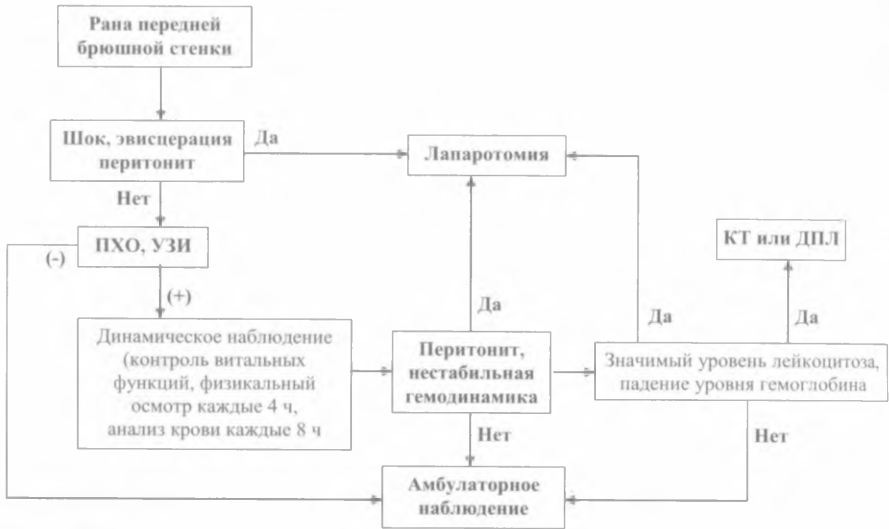 Рана передней
брюшной стенки
Шок, эвисцерация
перитонит
Да
Лапаротомия
Нет
ПХО, УЗИ
КТ или ДПЛ
(-)
(+)
Да
Да
Да
Динамическое наблюдение
(контроль витальных
функций, физикальный
осмотр каждые 4 ч,
анализ крови каждые 8 ч
Перитонит,
нестабильная
гемодинамика
Значимый уровень лейкоцитоза,
падение уровня гемоглобина
Нет
Нет
Амбулаторное
наблюдение